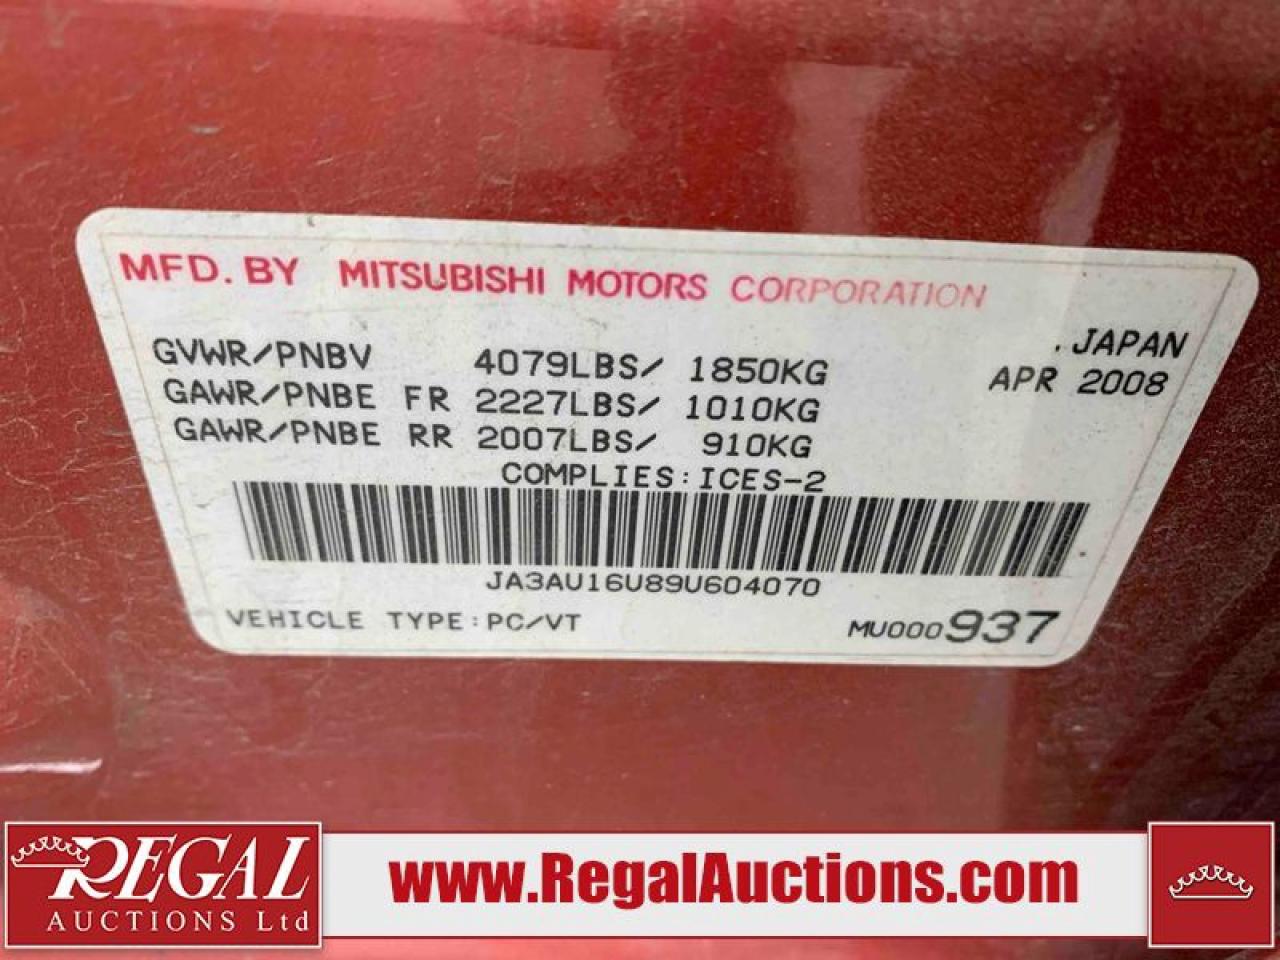 MFD. BY MITSUBISHI MOTORS CORPORATION
.JAPAN
GVWR/PNBV 4079LBS/ 1850KG
APR 2008
GAWR/PNBE FR 2227LBS/ 1010KG
GAWR/PNBE RR 2007LBS/ 910KG
COMPLIES:ICES-2
JA3AU16U89U604070
VEHICLE TYPE:PC/VT
MU000937
REGAL
AUCTIONS Ltd
www.RegalAuctions.com